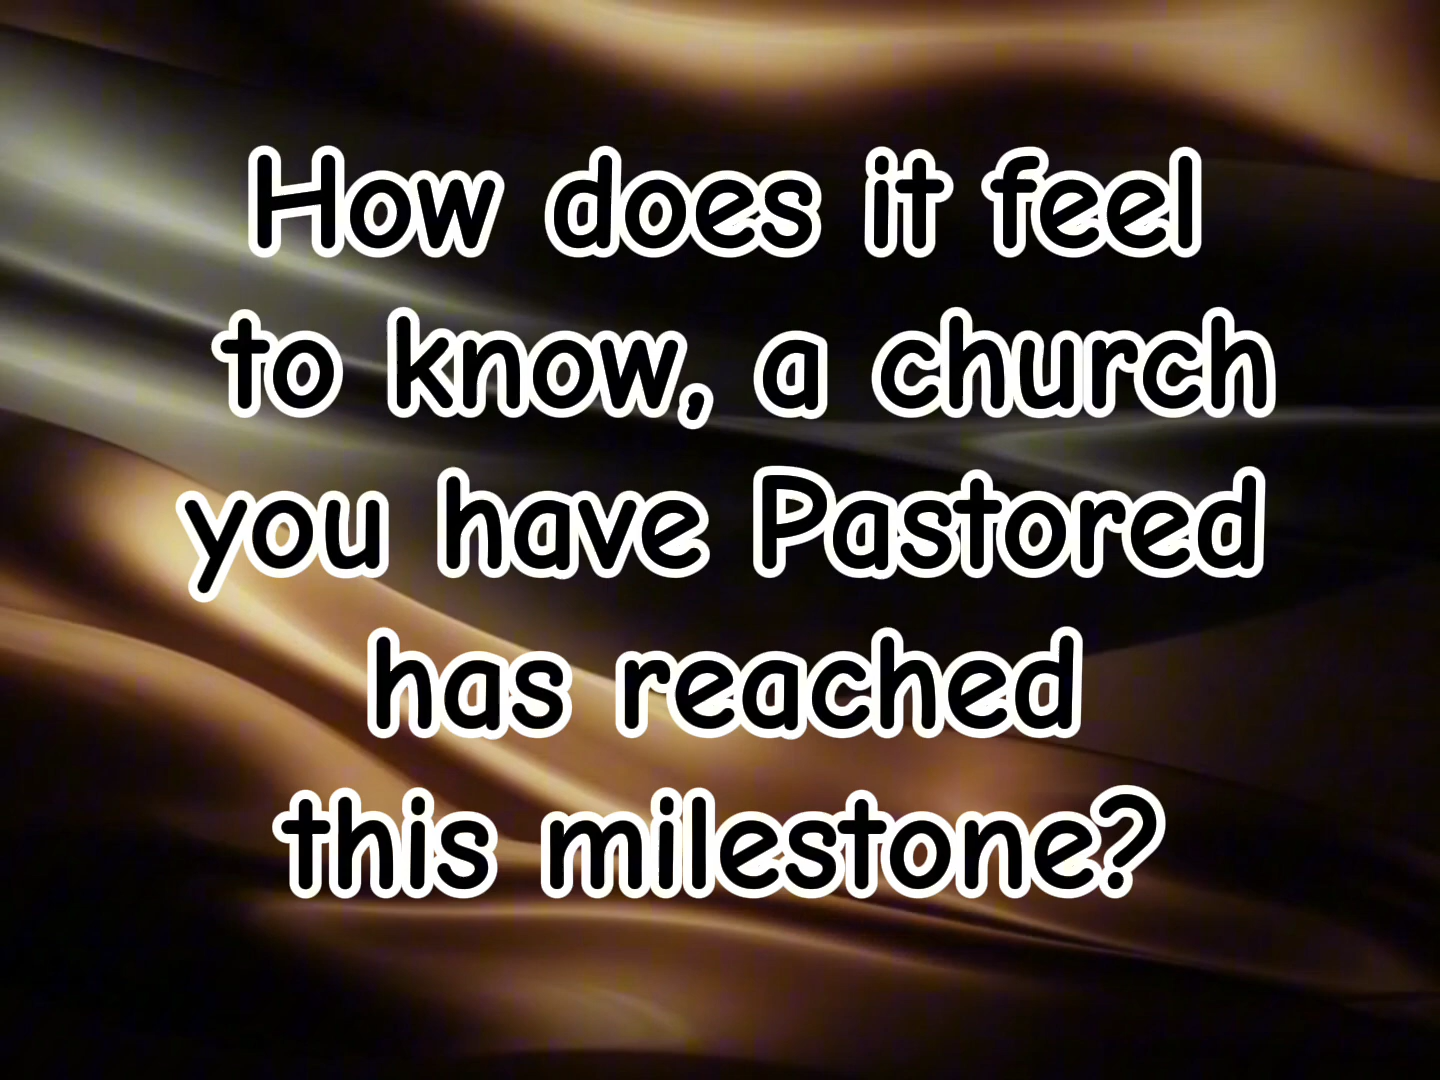 How does it feel
to know, a church
you have Pastored
has reached
this milestone?